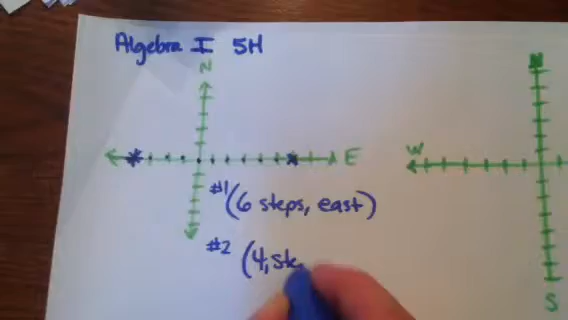 Algebra I 5H
N
E
#1 (6 steps, east)
#2 (4, ste
N
W
S